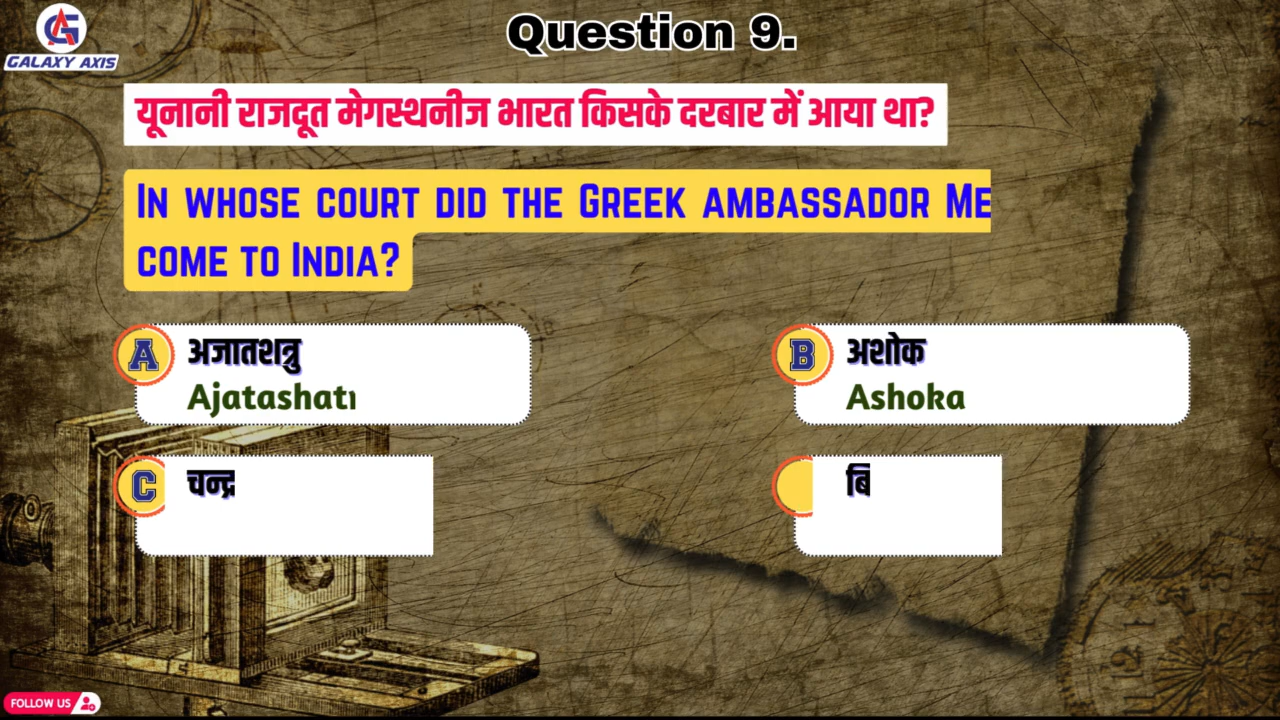 GALAXY AXIS
Question 9.
यूनानी राजदूत मेगस्थनीज भारत किसके दरबार में आया था?
IN WHOSE COURT DID THE GREEK AMBASSADOR ME
COME TO INDIA?
A
अजातशत्रु
Ajatashat
B
अशोक
Ashoka
C
चन्द्र
बि
FOLLOW US